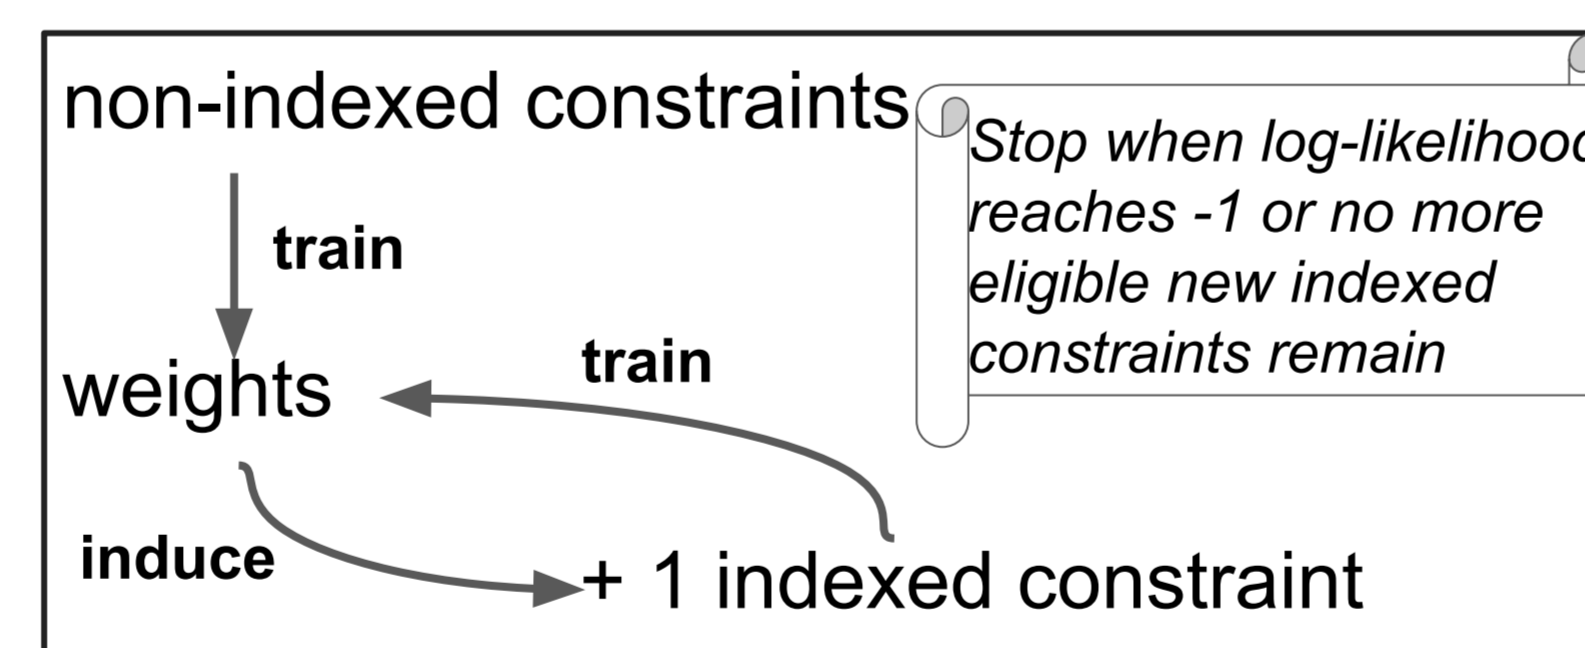 non-indexed constraints
Stop when log-likelihood
reaches -1 or no more
eligible new indexed
constraints remain
train
train
weights
induce
+ 1 indexed constraint